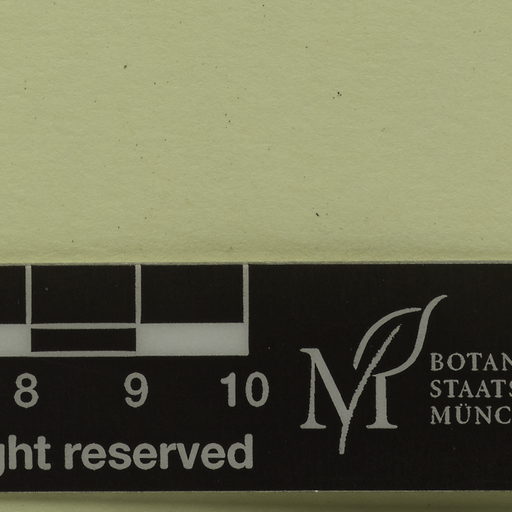 8 9 10
ght reserved
M
BOTAN
STAATS
MÜNC